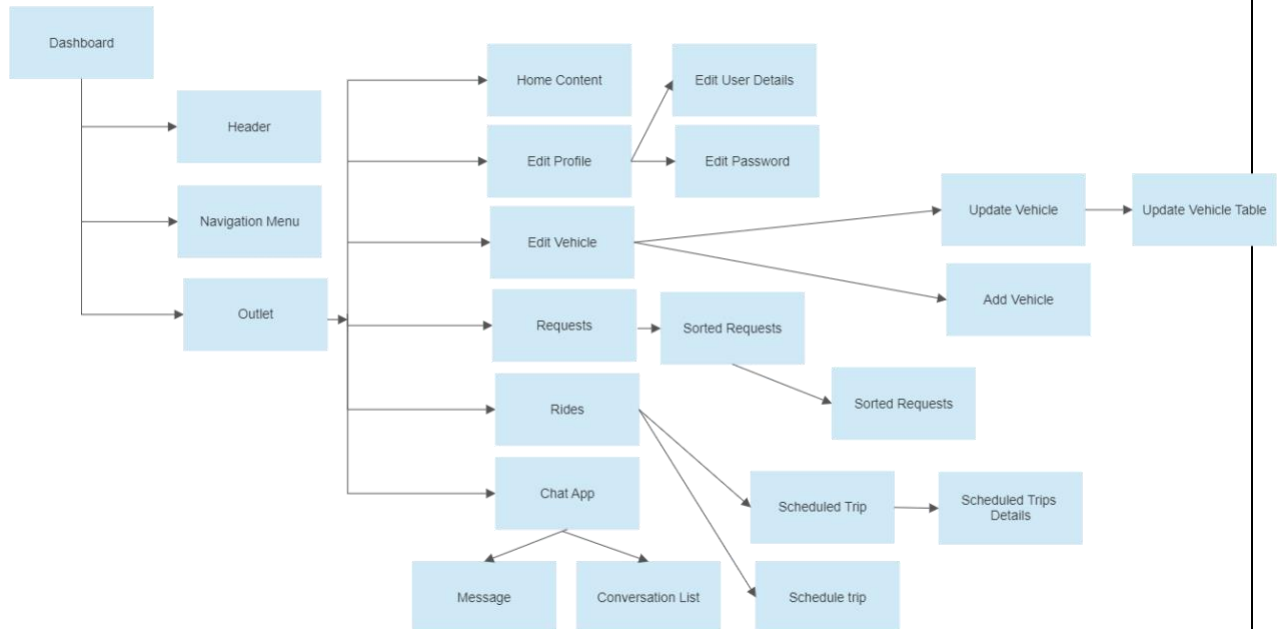 Dashboard
Header
Navigation Menu
Outlet
Home Content
Edit Profile
Edit Vehicle
Requests
Rides
Chat App
Edit User Details
Edit Password
Update Vehicle
Update Vehicle Table
Add Vehicle
Sorted Requests
Sorted Requests
Scheduled Trip
Scheduled Trips
Details
Schedule trip
Message
Conversation List